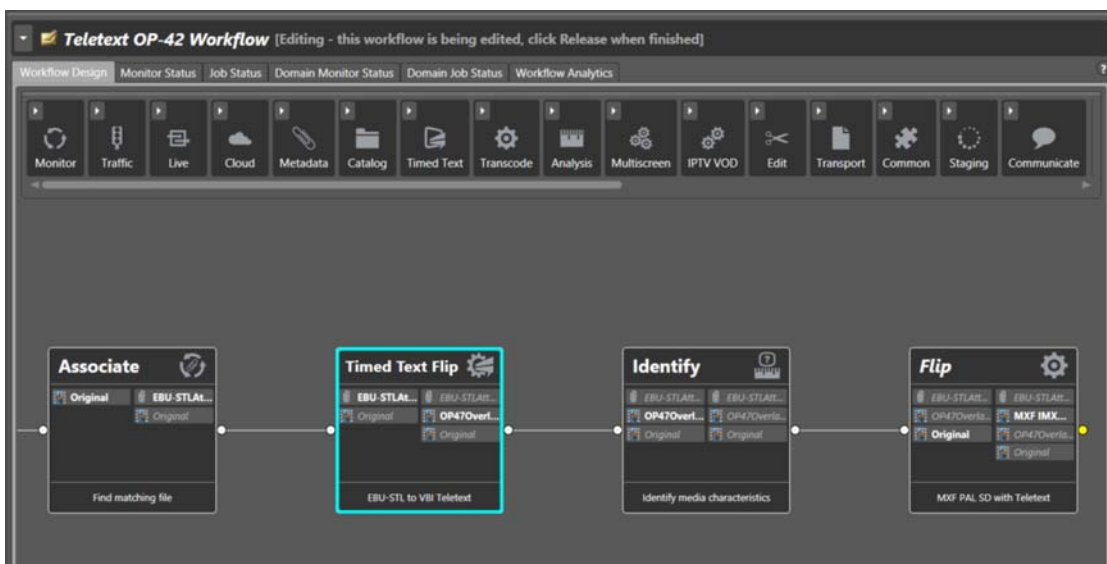 Teletext OP-42 Workflow [Editing - this workflow is being edited, click Release when finished]
Workflow Design Monitor Status Job Status Domain Monitor Status Domain Job Status Workflow Analytics ?
Monitor Traffic Live Cloud Metadata Catalog Timed Text Transcode Analysis Multiscreen IPTV VOD Edit Transport Common Staging Communicate
Associate
Original EBU-STLAt...
Original
Find matching file
Timed Text Flip
EBU-STLAt... EBU-STLAtt...
Original OP47Overl...
Original
EBU-STL to VBI Teletext
Identify
EBU-STLAtt... EBU-STLAtt...
OP47Overl... OP47Overla...
Original Original
Identify media characteristics
Flip
EBU-STLAtt... EBU-STLAtt...
OP47Overla... MXF IMX...
Original OP47Overla...
Original
MXF PAL SD with Teletext